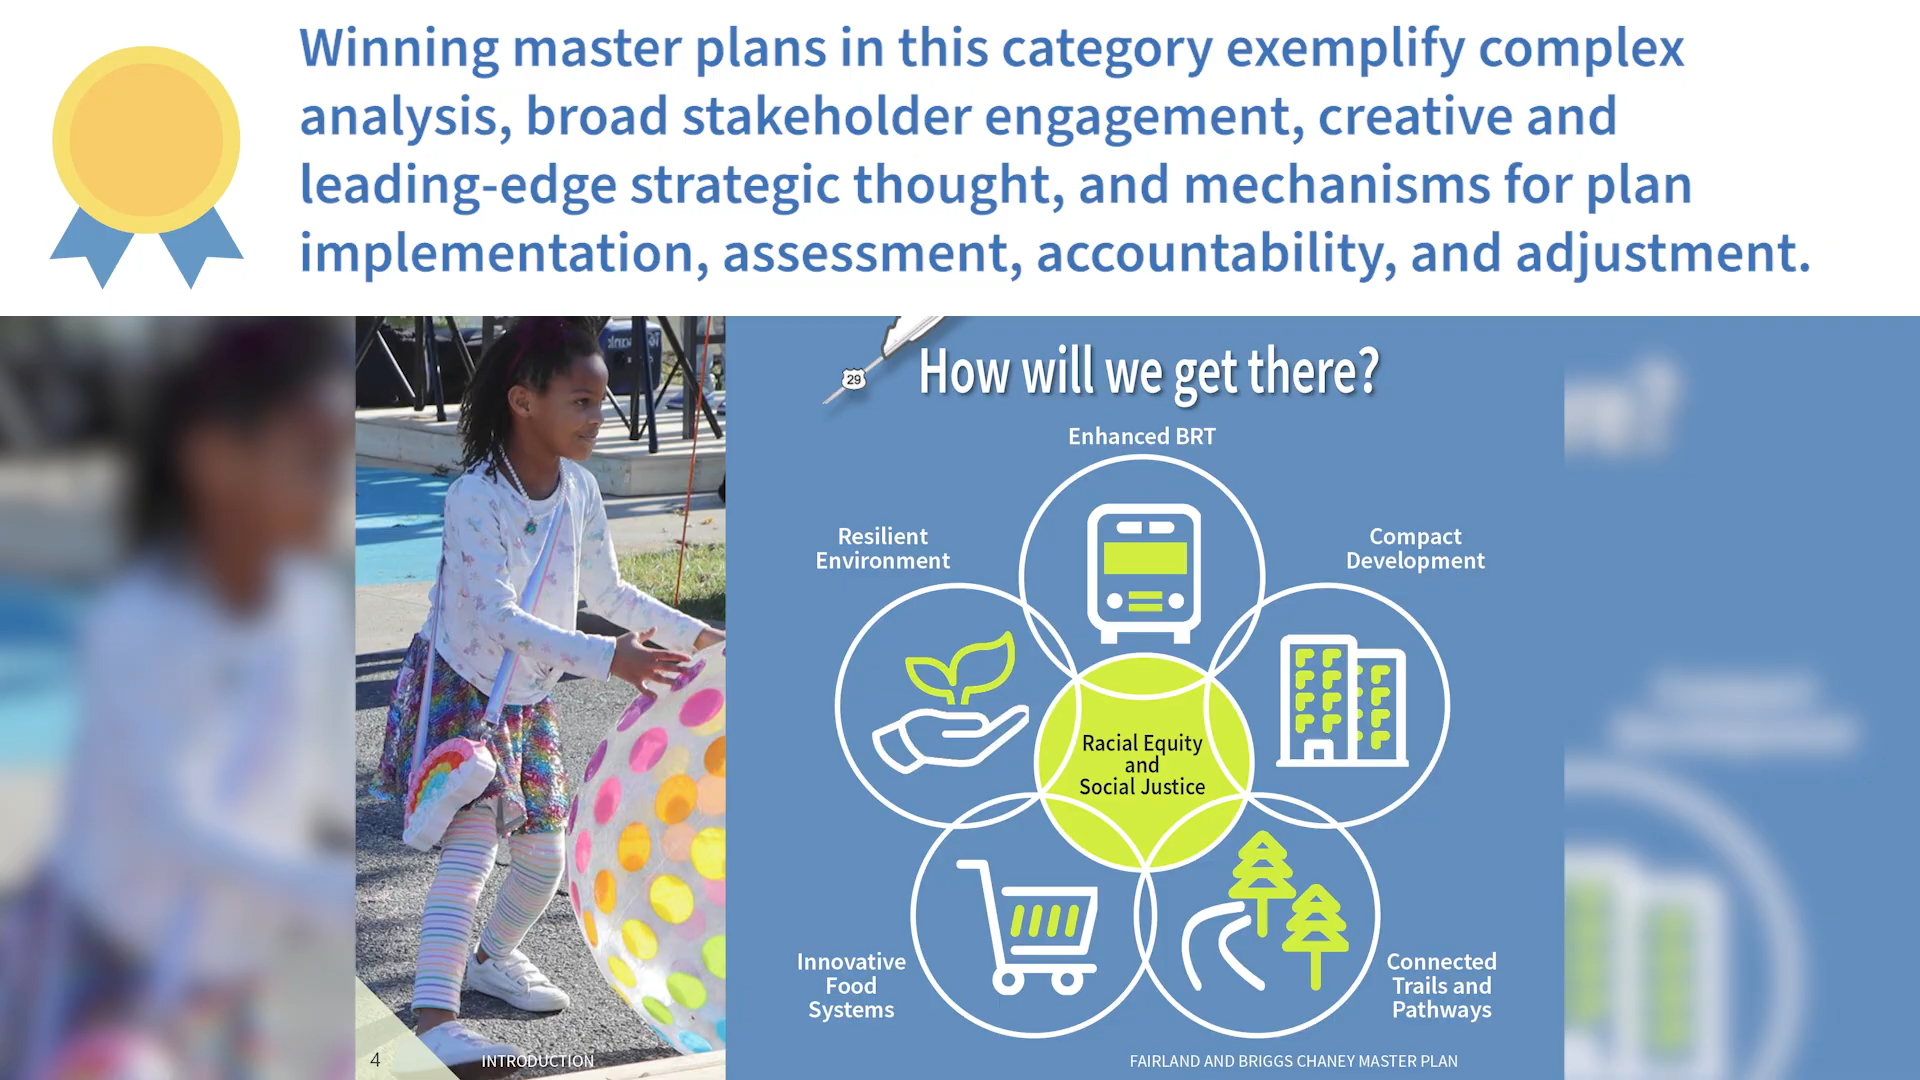 Winning master plans in this category exemplify complex
analysis, broad stakeholder engagement, creative and
leading-edge strategic thought, and mechanisms for plan
implementation, assessment, accountability, and adjustment.
29
How will we get there?
Enhanced BRT
Resilient
Environment
Compact
Development
Racial Equity
and
Social Justice
Innovative
Food
Systems
Connected
Trails and
Pathways
4
INTRODUCTION
FAIRLAND AND BRIGGS CHANEY MASTER PLAN